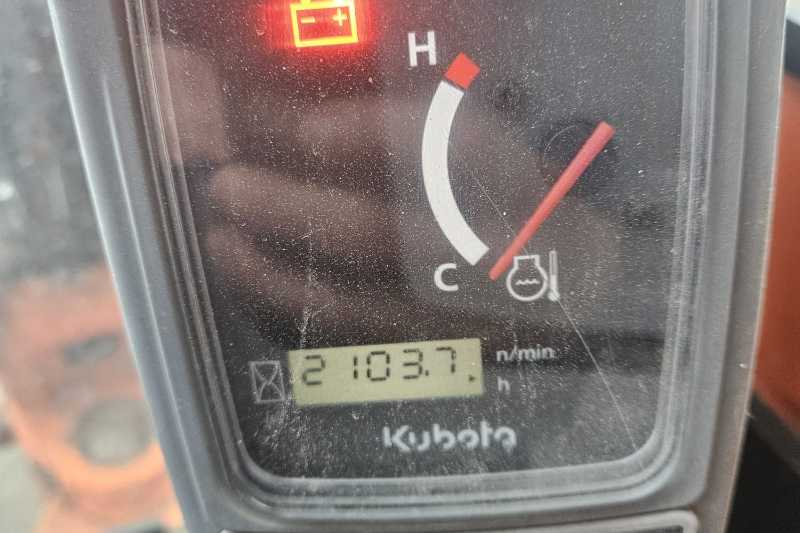 H
C
2103.7
n/min
h
Kubota